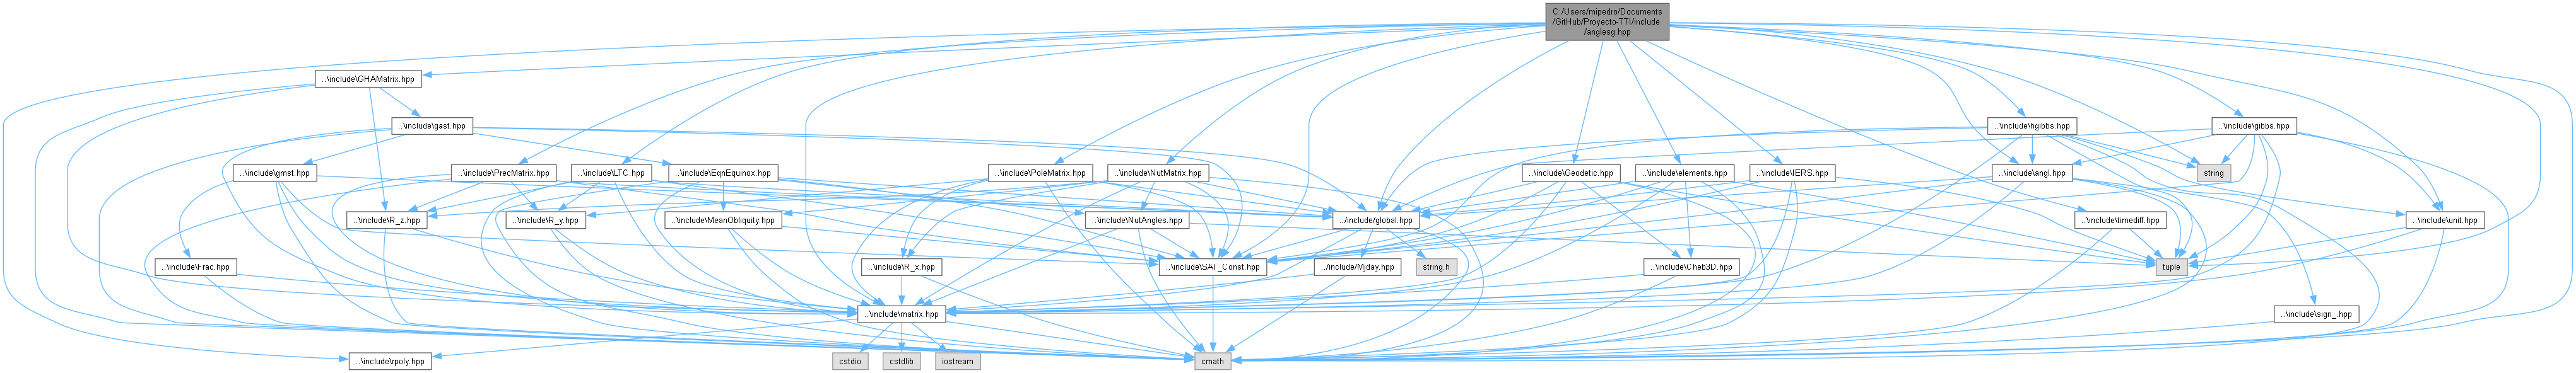 C:/Users/mipedro/Documents
/GitHub/Proyecto-TTI/include
/anglesg.hpp
..\include\GHAMatrix.hpp
..\include\gast.hpp
..\include\hgibbs.hpp
..\include\gibbs.hpp
..\include\gmst.hpp
..\include\PrecMatrix.hpp
..\include\LTC.hpp
..\include\EqnEquinox.hpp
..\include\PoleMatrix.hpp
..\include\NutMatrix.hpp
..\include\Geodetic.hpp
..\include\elements.hpp
..\include\IERS.hpp
..\include\angl.hpp
string
..\include\R_z.hpp
..\include\R_y.hpp
..\include\MeanObliquity.hpp
..\include\NutAngles.hpp
../include/global.hpp
..\include\timediff.hpp
..\include\unit.hpp
..\include\Frac.hpp
..\include\R_x.hpp
..\include\SAT_Const.hpp
../include/Mjday.hpp
string.h
..\include\Cheb3D.hpp
tuple
..\include\matrix.hpp
..\include\sign_.hpp
..\include\rpoly.hpp
cstdio
cstdlib
iostream
cmath